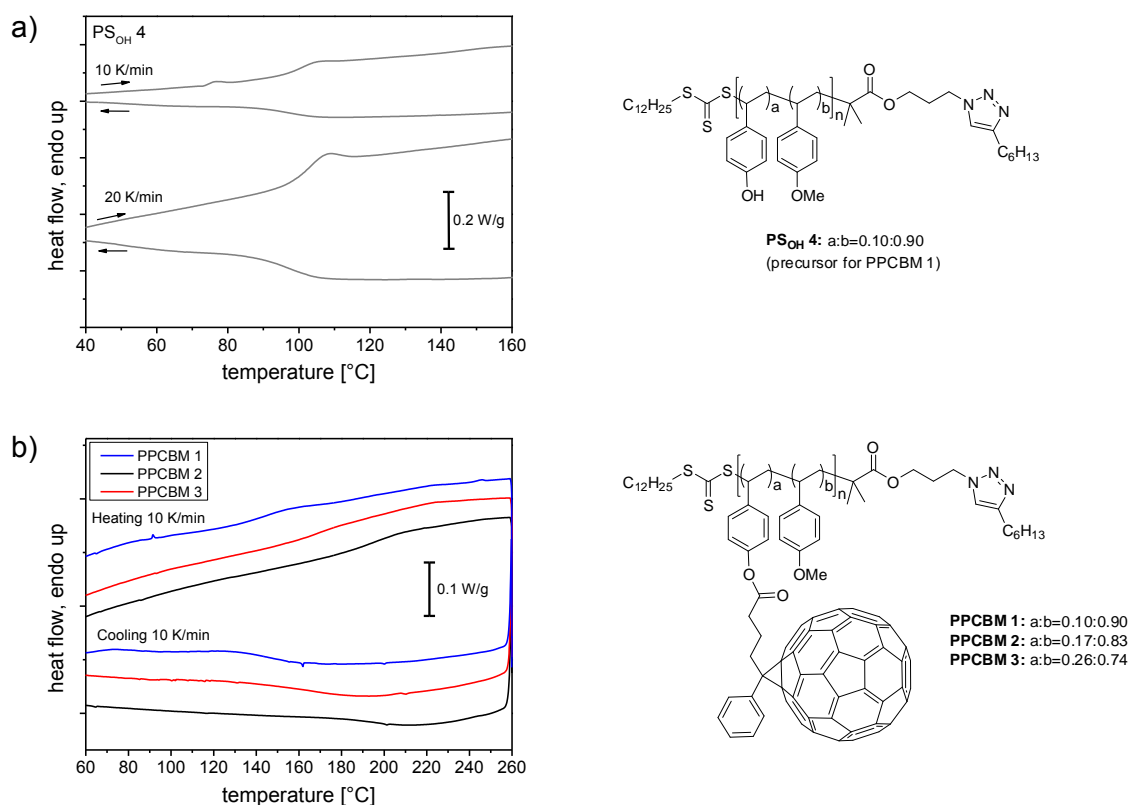 a)
PS_OH 4
10 K/min
20 K/min
0.2 W/g
heat flow, endo up
40 60 80 100 120 140 160
temperature [°C]
C12H25 S S S [ ( )a ( )b ]n O O N N N C6H13
OH OMe
PS_OH 4: a:b=0.10:0.90
(precursor for PPCBM 1)
b)
PPCBM 1
PPCBM 2
PPCBM 3
Heating 10 K/min
0.1 W/g
Cooling 10 K/min
heat flow, endo up
60 80 100 120 140 160 180 200 220 240 260
temperature [°C]
C12H25 S S S [ ( )a ( )b ]n O O N N N C6H13
O OMe
O
PPCBM 1: a:b=0.10:0.90
PPCBM 2: a:b=0.17:0.83
PPCBM 3: a:b=0.26:0.74